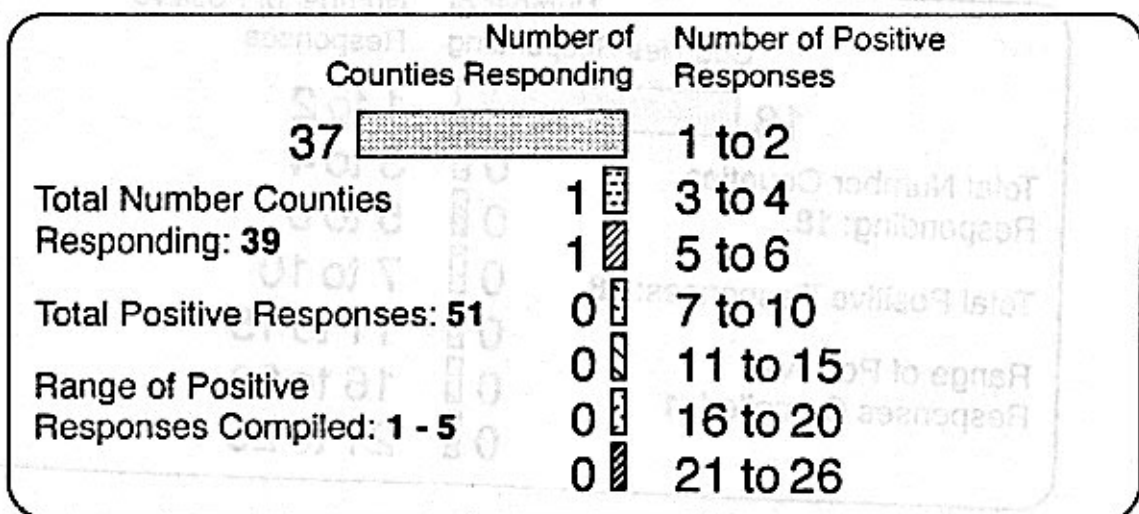 Number of Counties Responding
Number of Positive Responses
37 1 to 2
1 3 to 4
1 5 to 6
0 7 to 10
0 11 to 15
0 16 to 20
0 21 to 26
Total Number Counties
Responding: 39
Total Positive Responses: 51
Range of Positive
Responses Compiled: 1 - 5